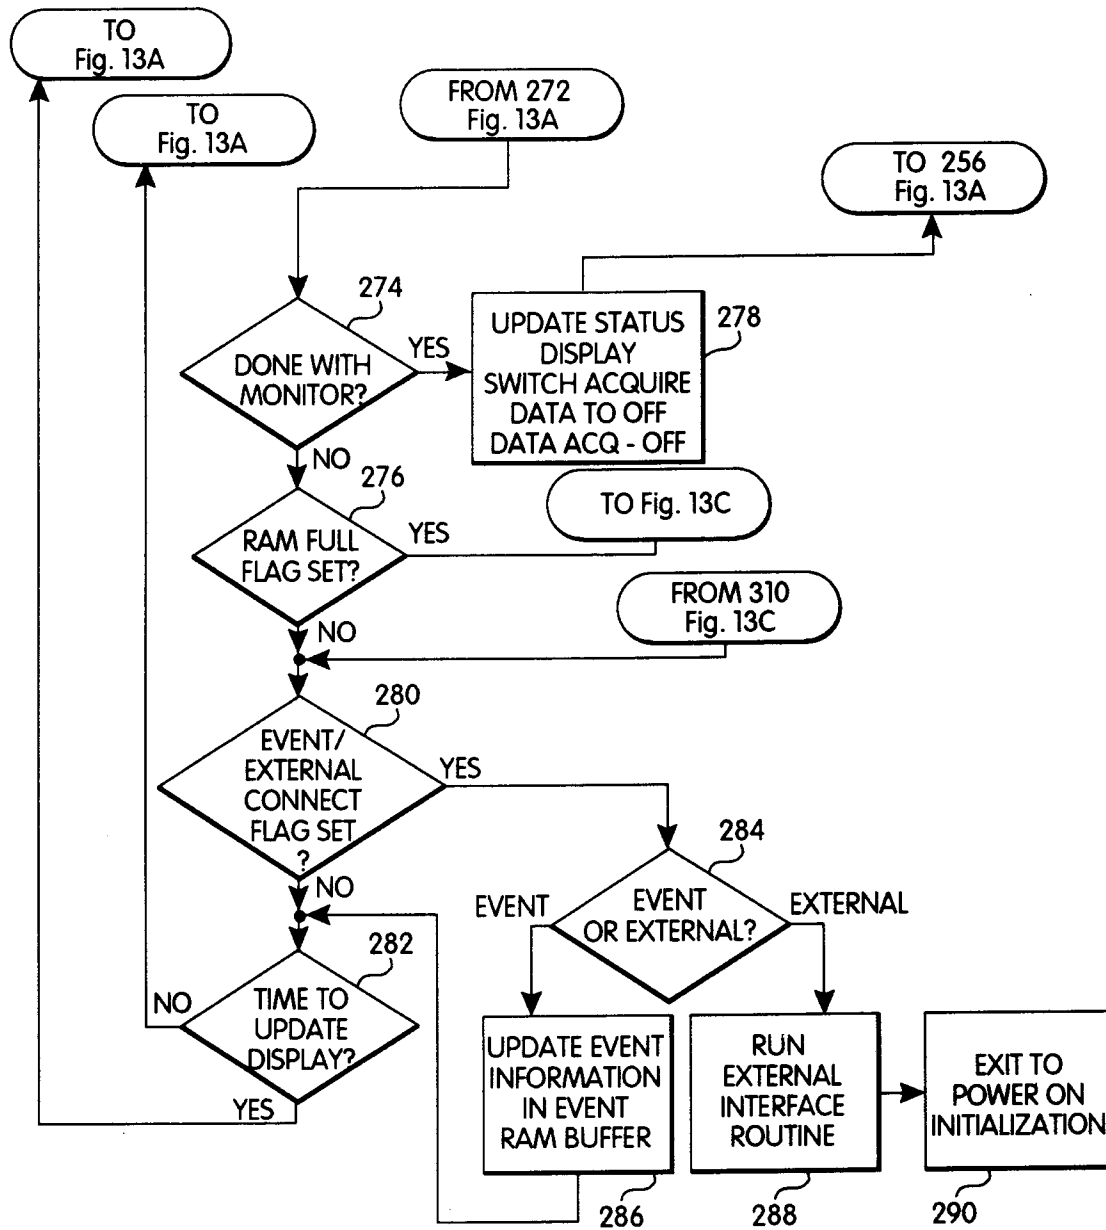 TO
Fig. 13A
TO
Fig. 13A
FROM 272
Fig. 13A
TO 256
Fig. 13A
274
DONE WITH
MONITOR?
YES
NO
UPDATE STATUS
DISPLAY
SWITCH ACQUIRE
DATA TO OFF
DATA ACQ - OFF
278
276
RAM FULL
FLAG SET?
YES
NO
TO Fig. 13C
FROM 310
Fig. 13C
280
EVENT/
EXTERNAL
CONNECT
FLAG SET
?
YES
NO
284
EVENT
OR EXTERNAL?
EVENT
EXTERNAL
282
TIME TO
UPDATE
DISPLAY?
NO
YES
UPDATE EVENT
INFORMATION
IN EVENT
RAM BUFFER
286
RUN
EXTERNAL
INTERFACE
ROUTINE
288
EXIT TO
POWER ON
INITIALIZATION
290